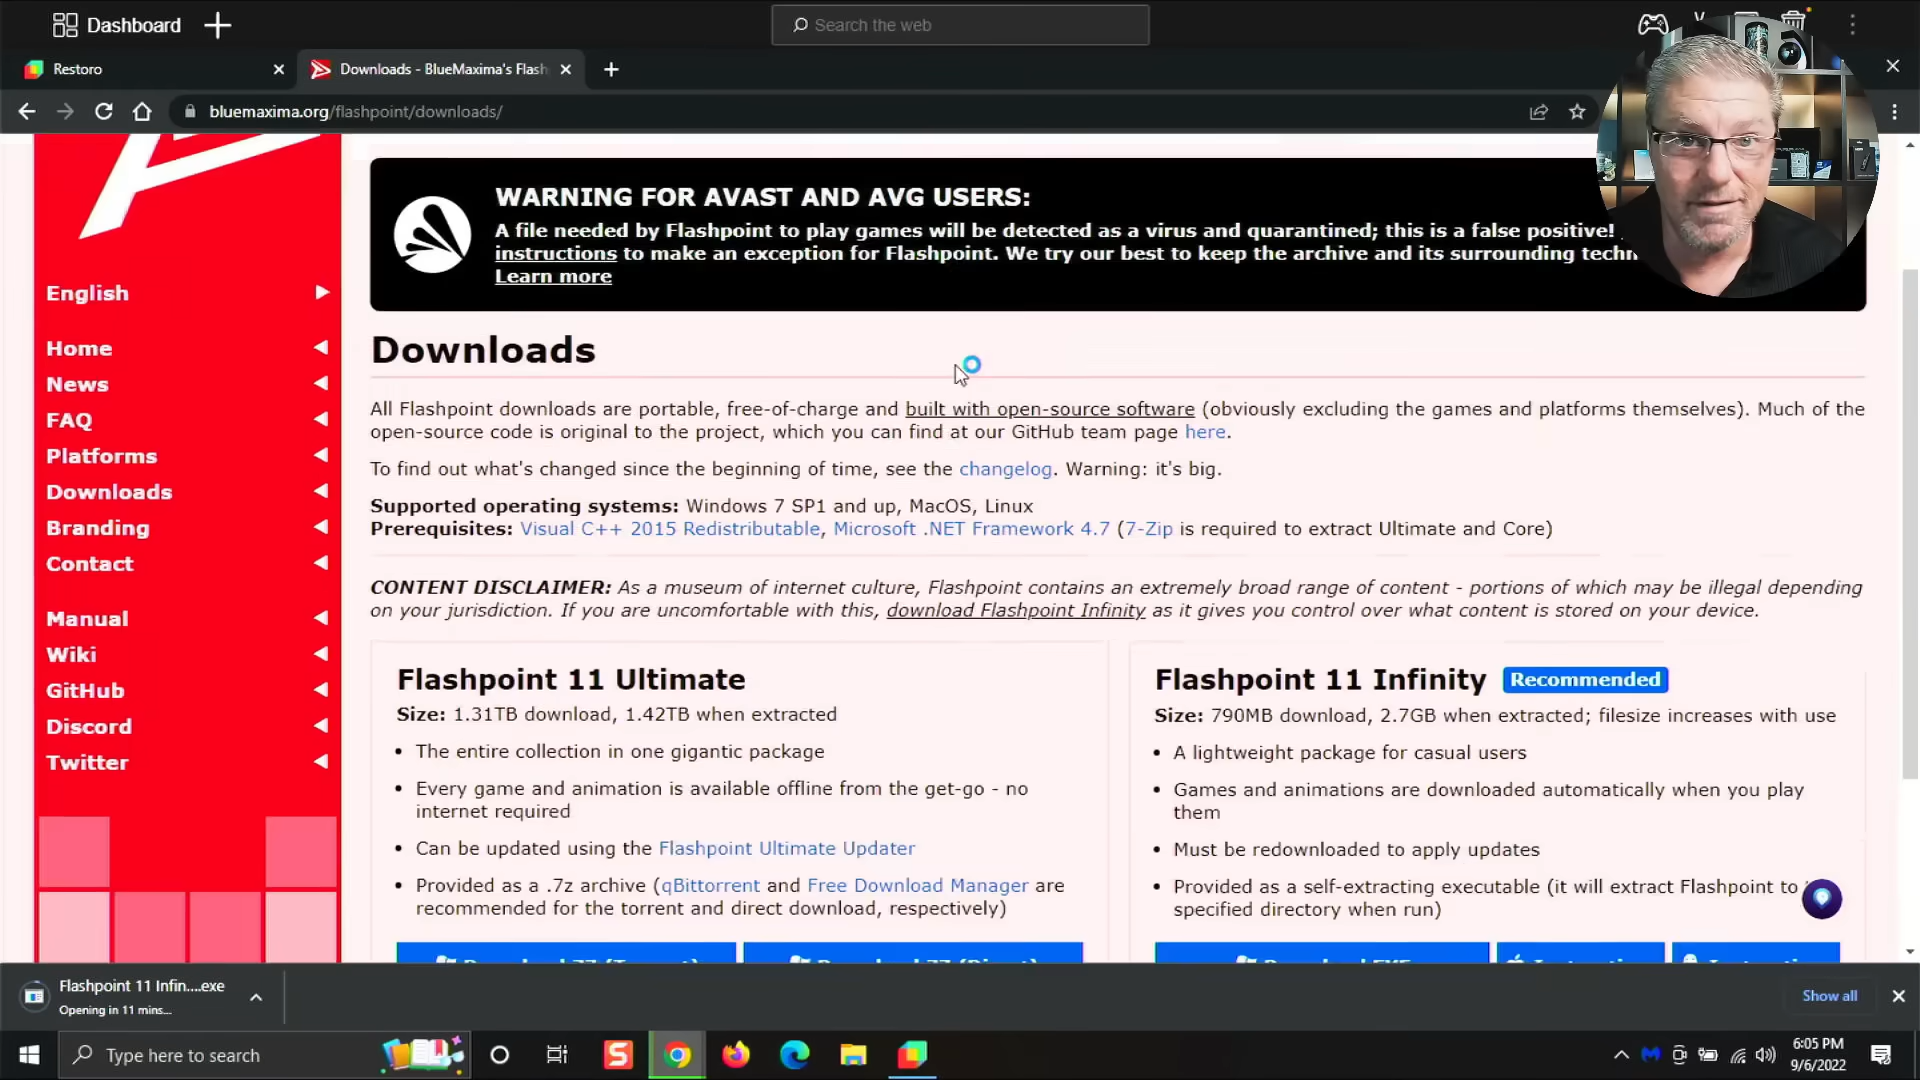 Dashboard
Search the web
Restoro
Downloads - BlueMaxima's Flash
bluemaxima.org/flashpoint/downloads/
WARNING FOR AVAST AND AVG USERS:
A file needed by Flashpoint to play games will be detected as a virus and quarantined; this is a false positive!
instructions to make an exception for Flashpoint. We try our best to keep the archive and its surrounding
Learn more
English
Home
News
FAQ
Platforms
Downloads
Branding
Contact
Manual
Wiki
GitHub
Discord
Twitter
Downloads
All Flashpoint downloads are portable, free-of-charge and built with open-source software (obviously excluding the games and platforms themselves). Much of the
open-source code is original to the project, which you can find at our GitHub team page here.
To find out what's changed since the beginning of time, see the changelog. Warning: it's big.
Supported operating systems: Windows 7 SP1 and up, MacOS, Linux
Prerequisites: Visual C++ 2015 Redistributable, Microsoft .NET Framework 4.7 (7-Zip is required to extract Ultimate and Core)
CONTENT DISCLAIMER: As a museum of internet culture, Flashpoint contains an extremely broad range of content - portions of which may be illegal depending
on your jurisdiction. If you are uncomfortable with this, download Flashpoint Infinity as it gives you control over what content is stored on your device.
Flashpoint 11 Ultimate
Size: 1.31TB download, 1.42TB when extracted
• The entire collection in one gigantic package
• Every game and animation is available offline from the get-go - no
internet required
• Can be updated using the Flashpoint Ultimate Updater
• Provided as a .7z archive (qBittorrent and Free Download Manager are
recommended for the torrent and direct download, respectively)
Flashpoint 11 Infinity Recommended
Size: 790MB download, 2.7GB when extracted; filesize increases with use
• A lightweight package for casual users
• Games and animations are downloaded automatically when you play
them
• Must be redownloaded to apply updates
• Provided as a self-extracting executable (it will extract Flashpoint to
specified directory when run)
Flashpoint 11 Infin....exe
Opening in 11 mins...
Show all
Type here to search
6:05 PM
9/6/2022